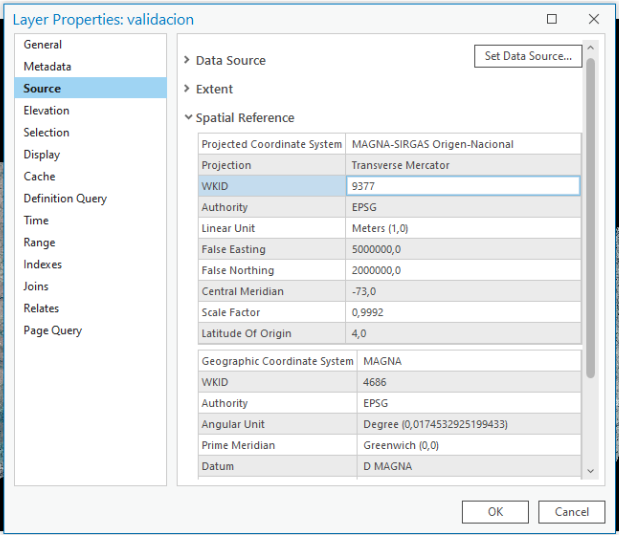 Layer Properties: validacion
General
Metadata
Source
Elevation
Selection
Display
Cache
Definition Query
Time
Range
Indexes
Joins
Relates
Page Query
Data Source
Set Data Source...
Extent
Spatial Reference
Projected Coordinate System MAGNA-SIRGAS Origen-Nacional
Projection Transverse Mercator
WKID 9377
Authority EPSG
Linear Unit Meters (1,0)
False Easting 5000000,0
False Northing 2000000,0
Central Meridian -73,0
Scale Factor 0,9992
Latitude Of Origin 4,0
Geographic Coordinate System MAGNA
WKID 4686
Authority EPSG
Angular Unit Degree (0,0174532925199433)
Prime Meridian Greenwich (0,0)
Datum D MAGNA
OK Cancel